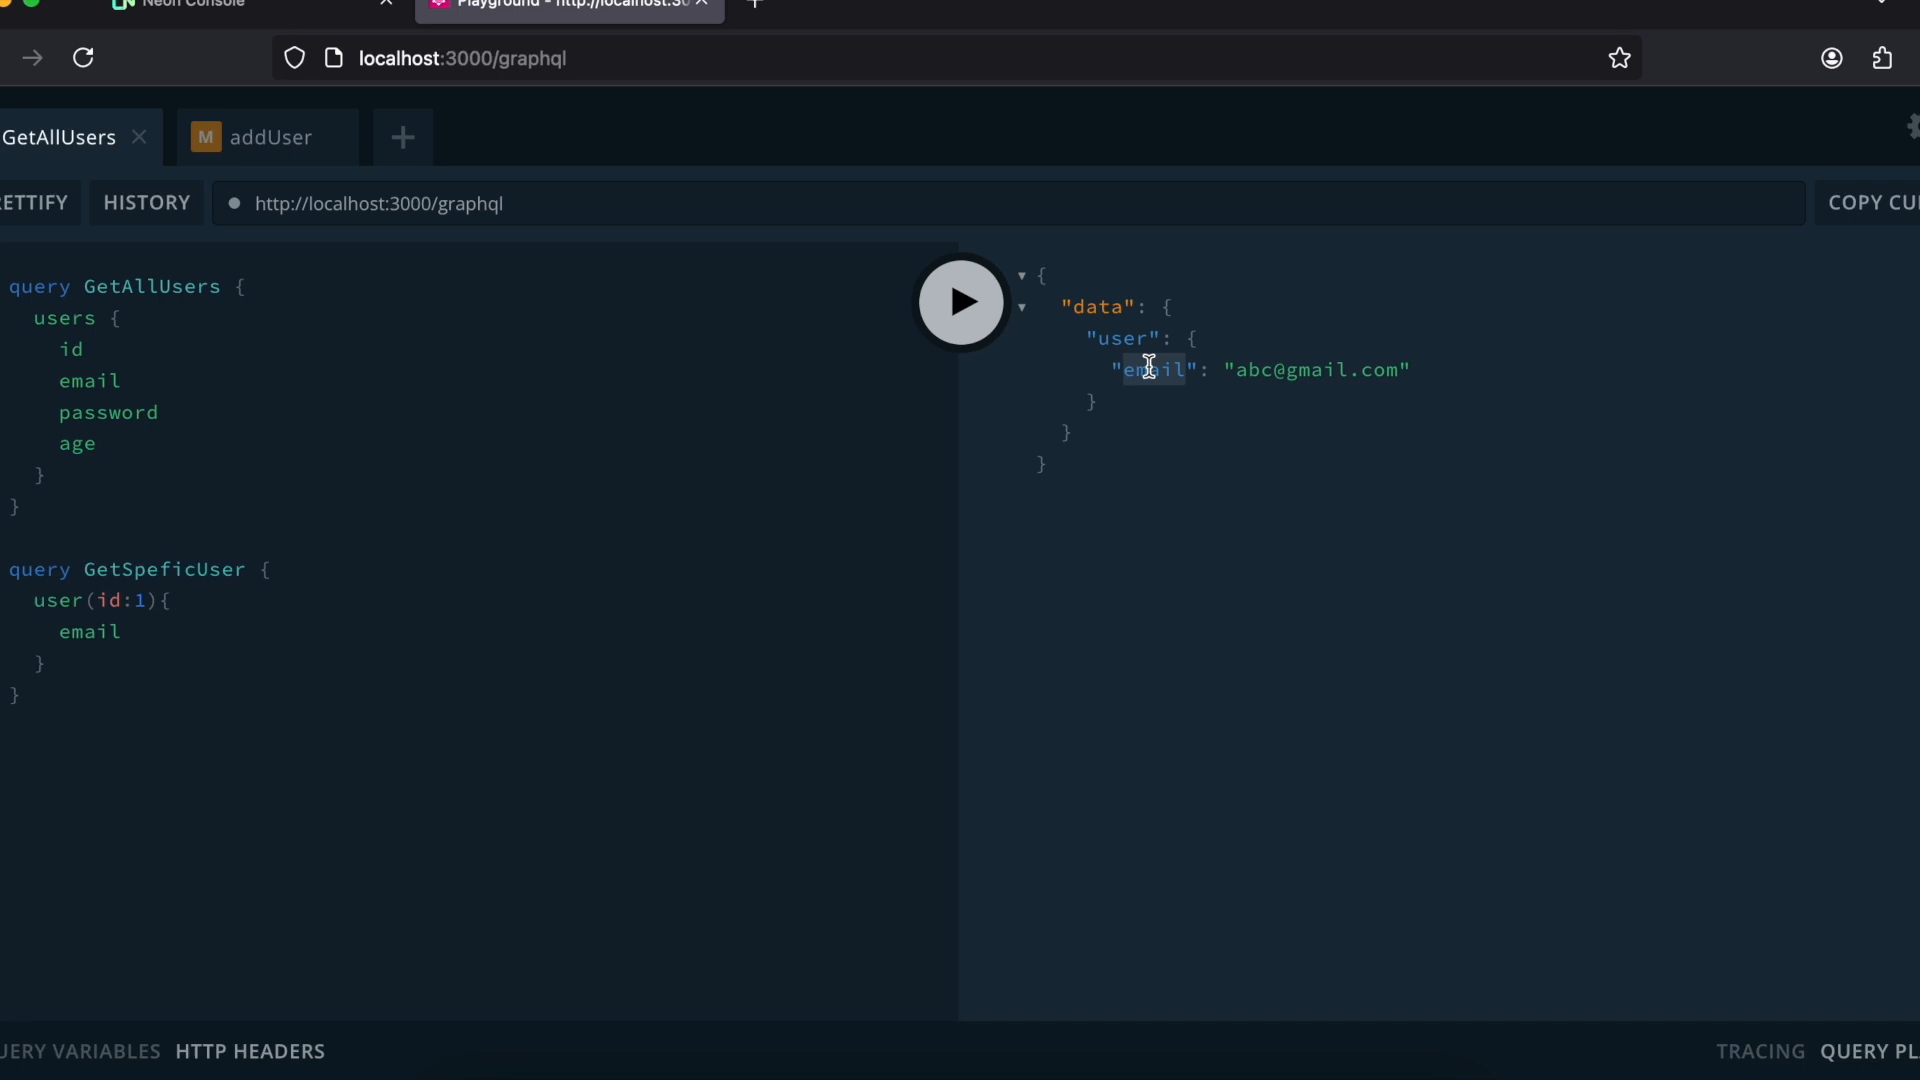 Neon Console
Playground - http://localhost:30
localhost:3000/graphql
GetAllUsers
M addUser
ETTIFY
HISTORY
http://localhost:3000/graphql
COPY CU
query GetAllUsers {
users {
id
email
password
age
}
}
query GetSpeficUser {
user(id:1){
email
}
}
{
"data": {
"user": {
"email": "abc@gmail.com"
}
}
}
UERY VARIABLES HTTP HEADERS
TRACING QUERY PL